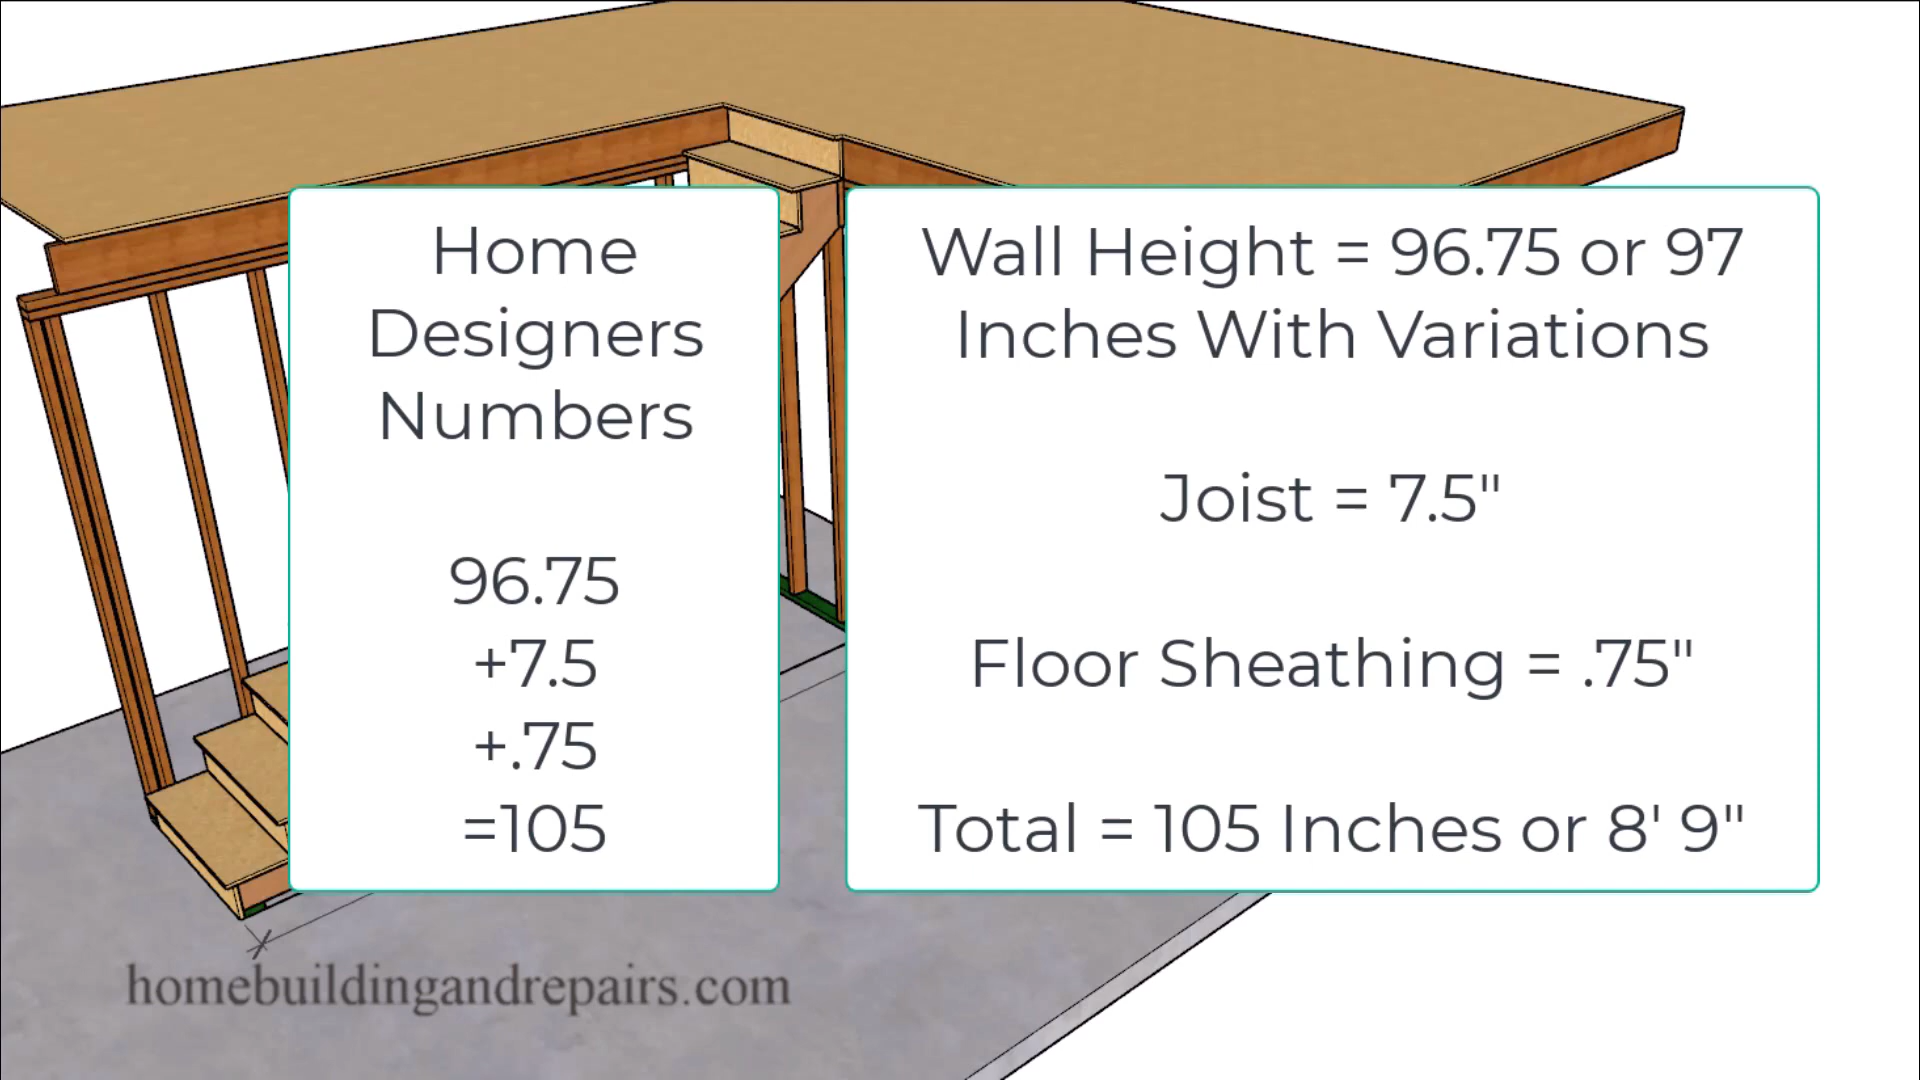 Home
Designers
Numbers
96.75
+7.5
+.75
=105
Wall Height = 96.75 or 97
Inches With Variations
Joist = 7.5"
Floor Sheathing = .75"
Total = 105 Inches or 8' 9"
homebuildingandrepairs.com